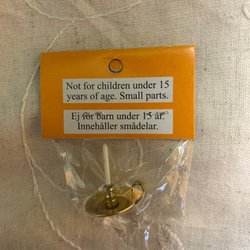 Not for children under 15
years of age. Small parts.
Ej för barn under 15 år.
Innehåller smådelar.